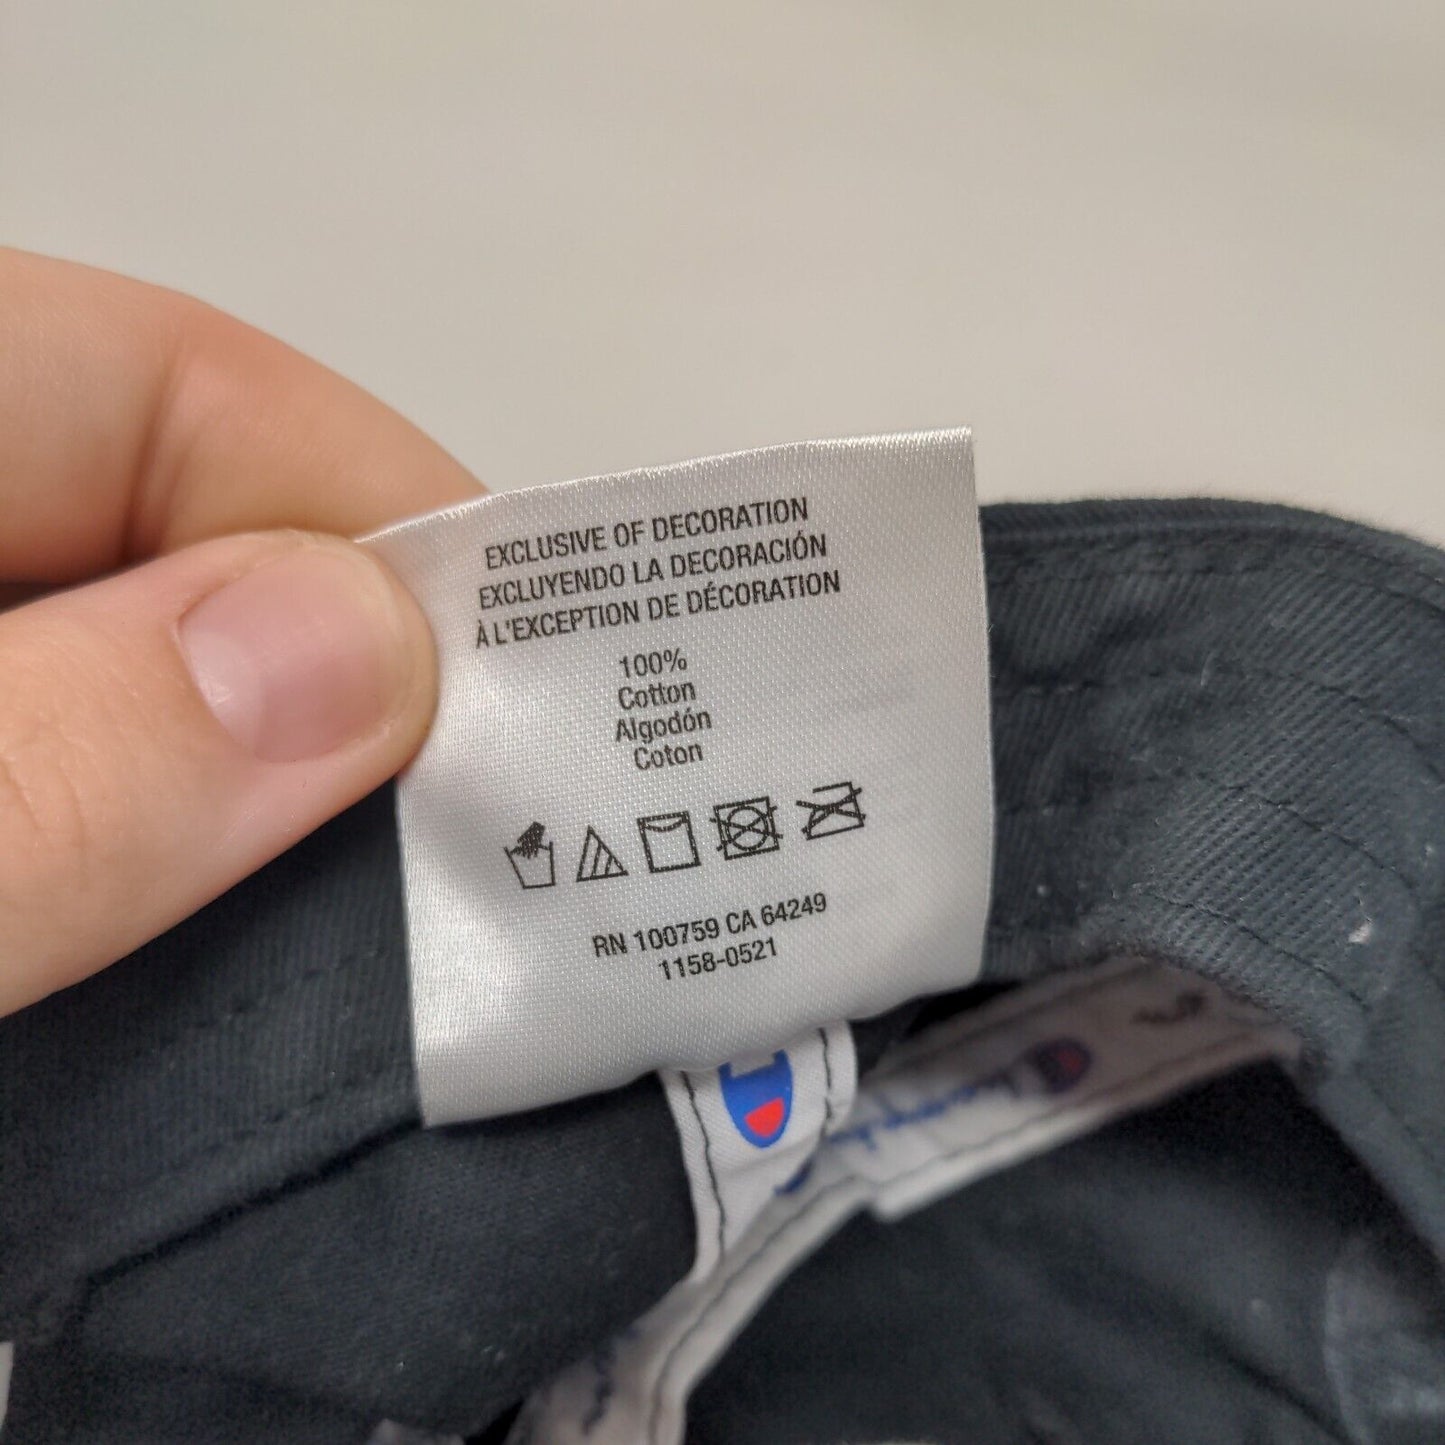 EXCLUSIVE OF DECORATION
EXCLUYENDO LA DECORACIÓN
À L'EXCEPTION DE DÉCORATION
100%
Cotton
Algodón
Coton
RN 100759 CA 64249
1158-0521